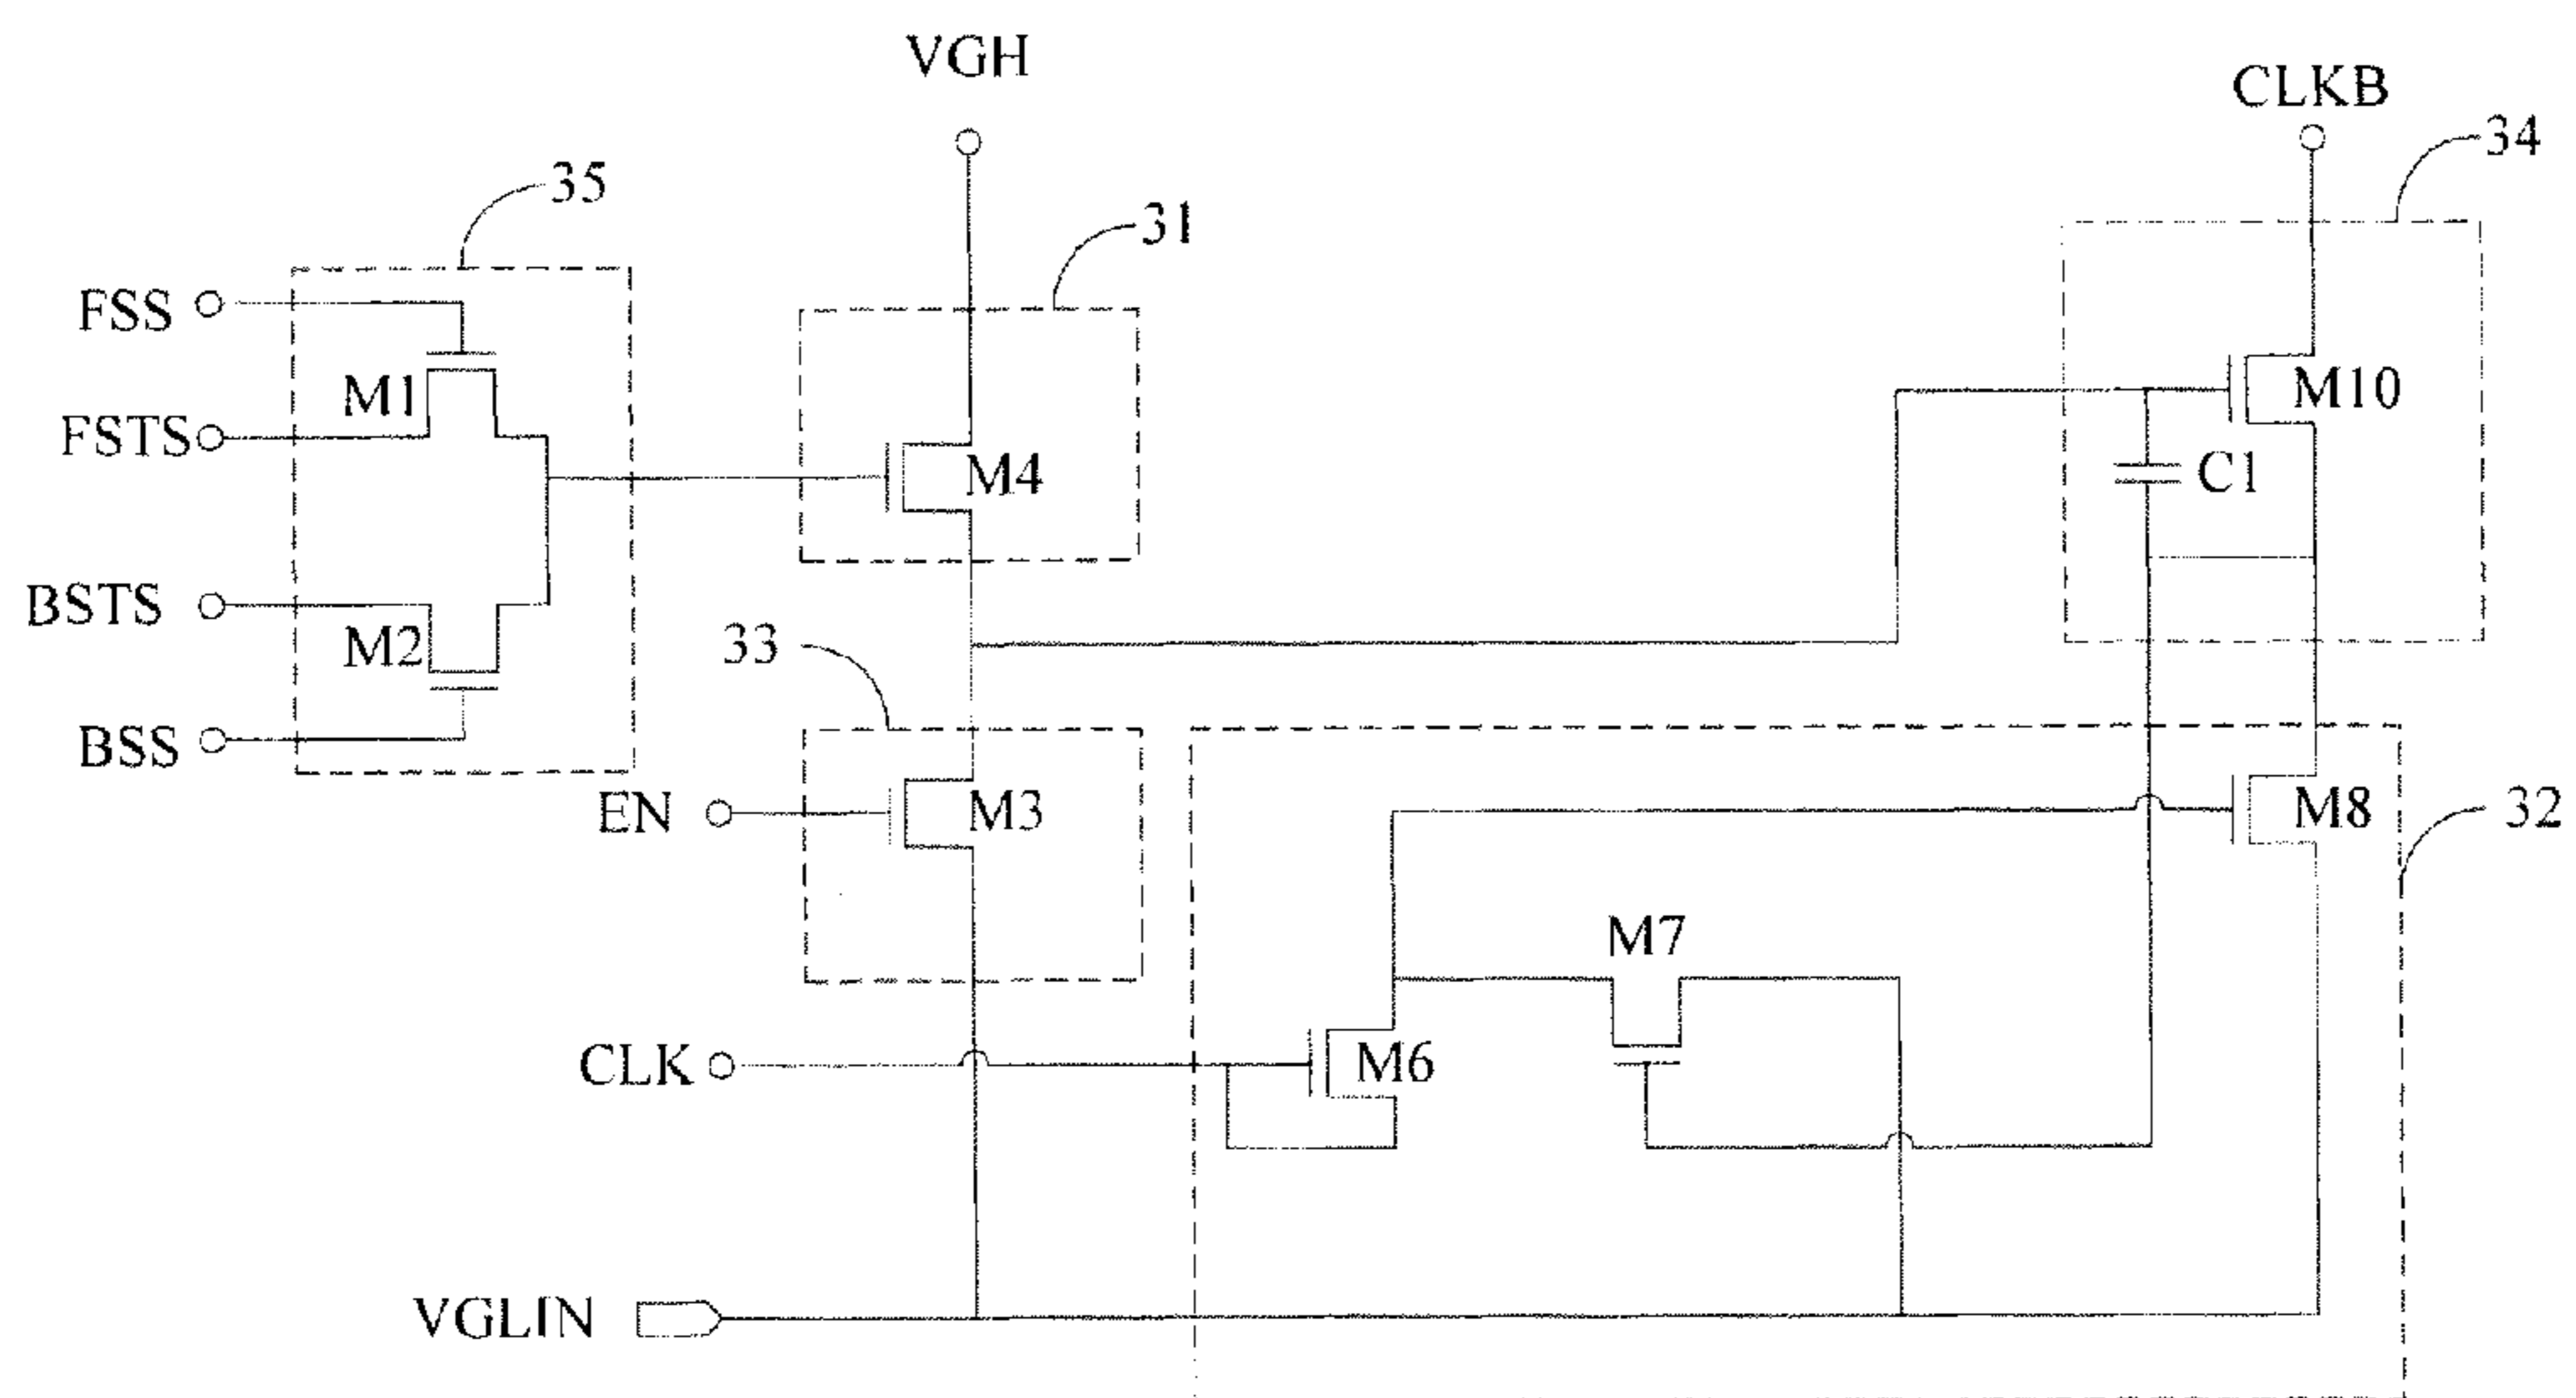 VGH
CLKB
34
35
31
FSS
M1
M10
FSTS
M4
C1
BSTS
M2
33
BSS
EN
M3
M8
32
M7
CLK
M6
VGLIN